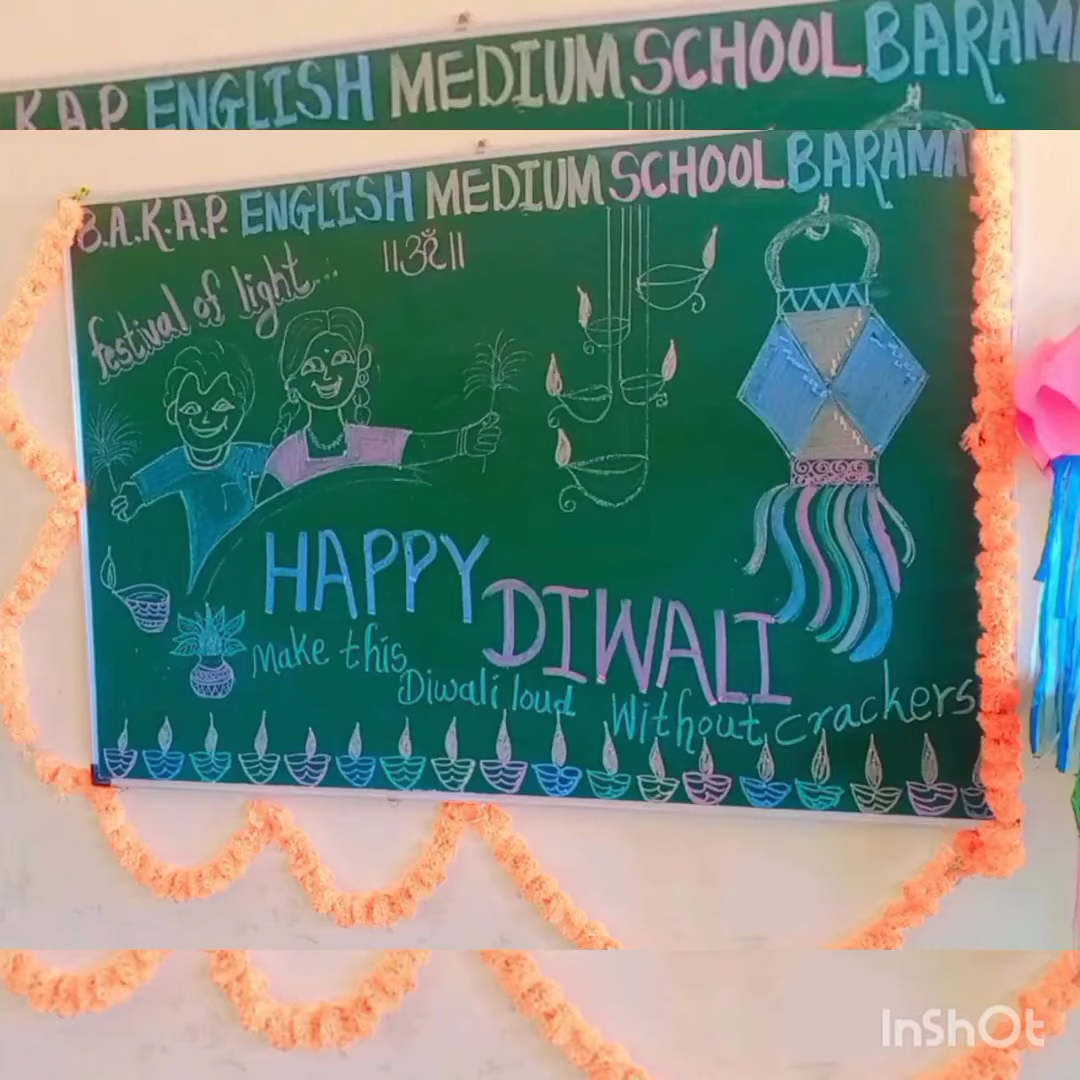 K.A.P. ENGLISH MEDIUM SCHOOL BARAMA
B.A.K.A.P. ENGLISH MEDIUM SCHOOL BARAMA
||ॐ||
festival of light...
HAPPY DIWALI
Make this Diwali loud Without crackers
InShOt